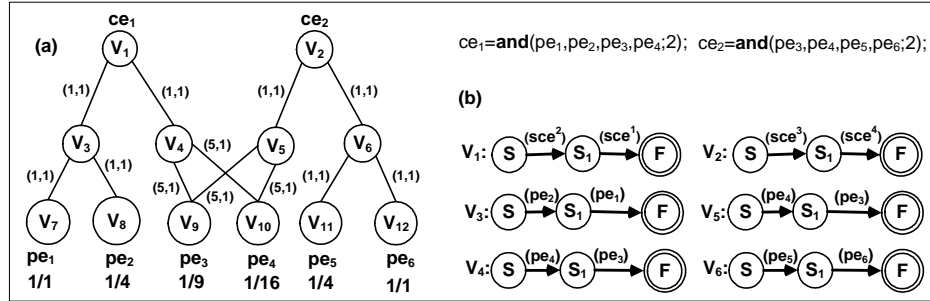 ce₁ ce₂
(a) V₁ V₂
ce₁=and(pe₁,pe₂,pe₃,pe₄;2); ce₂=and(pe₃,pe₄,pe₅,pe₆;2);
(1,1) (1,1) (1,1) (1,1)
(b)
V₃ V₄ (5,1) V₅ V₆
(1,1) (1,1) (5,1) (5,1) (5,1) (1,1) (1,1)
V₇ V₈ V₉ V₁₀ V₁₁ V₁₂
pe₁ pe₂ pe₃ pe₄ pe₅ pe₆
1/1 1/4 1/9 1/16 1/4 1/1
V₁: S (sce²) S₁ (sce¹) F
V₂: S (sce³) S₁ (sce⁴) F
V₃: S (pe₂) S₁ (pe₁) F
V₅: S (pe₄) S₁ (pe₃) F
V₄: S (pe₄) S₁ (pe₃) F
V₆: S (pe₅) S₁ (pe₆) F